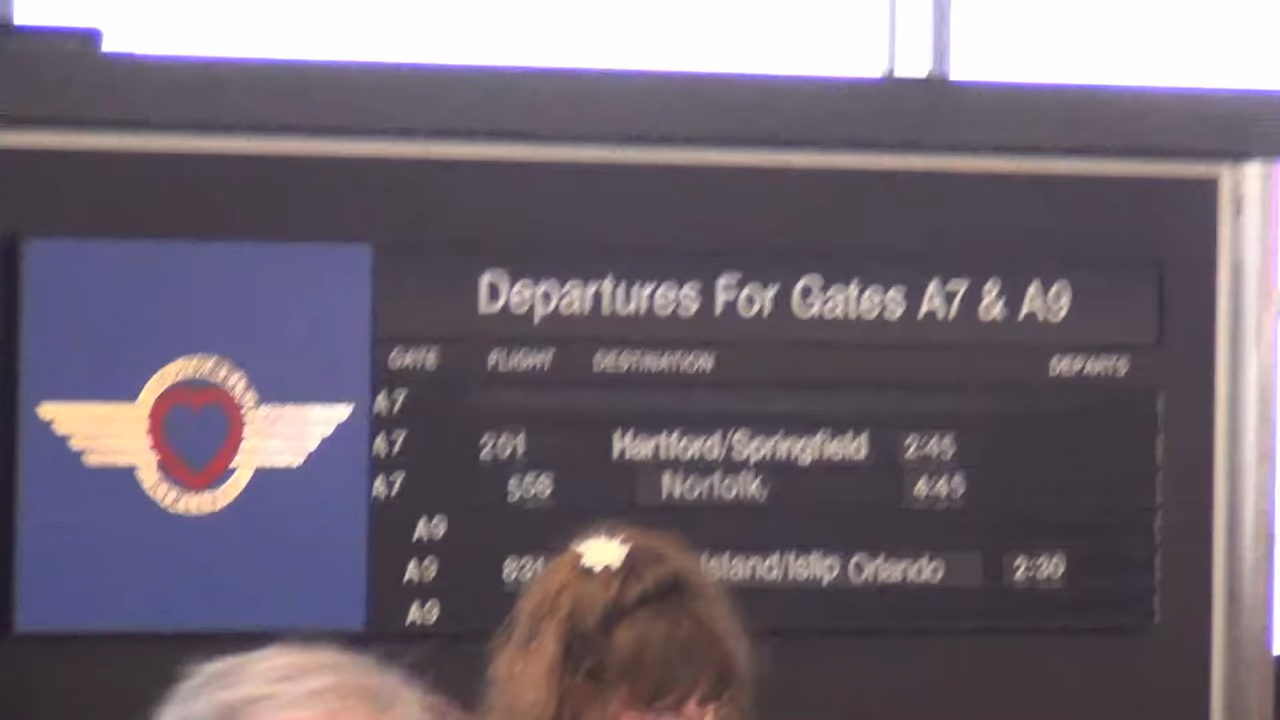 Departures For Gates A7 & A9
GATE FLIGHT DESTINATION DEPARTS
A7
A7 201 Hartford/Springfield 2:45
A7 Norfolk, 4:45
A9
A9 831 Island/Islip Orlando 2:30
A9